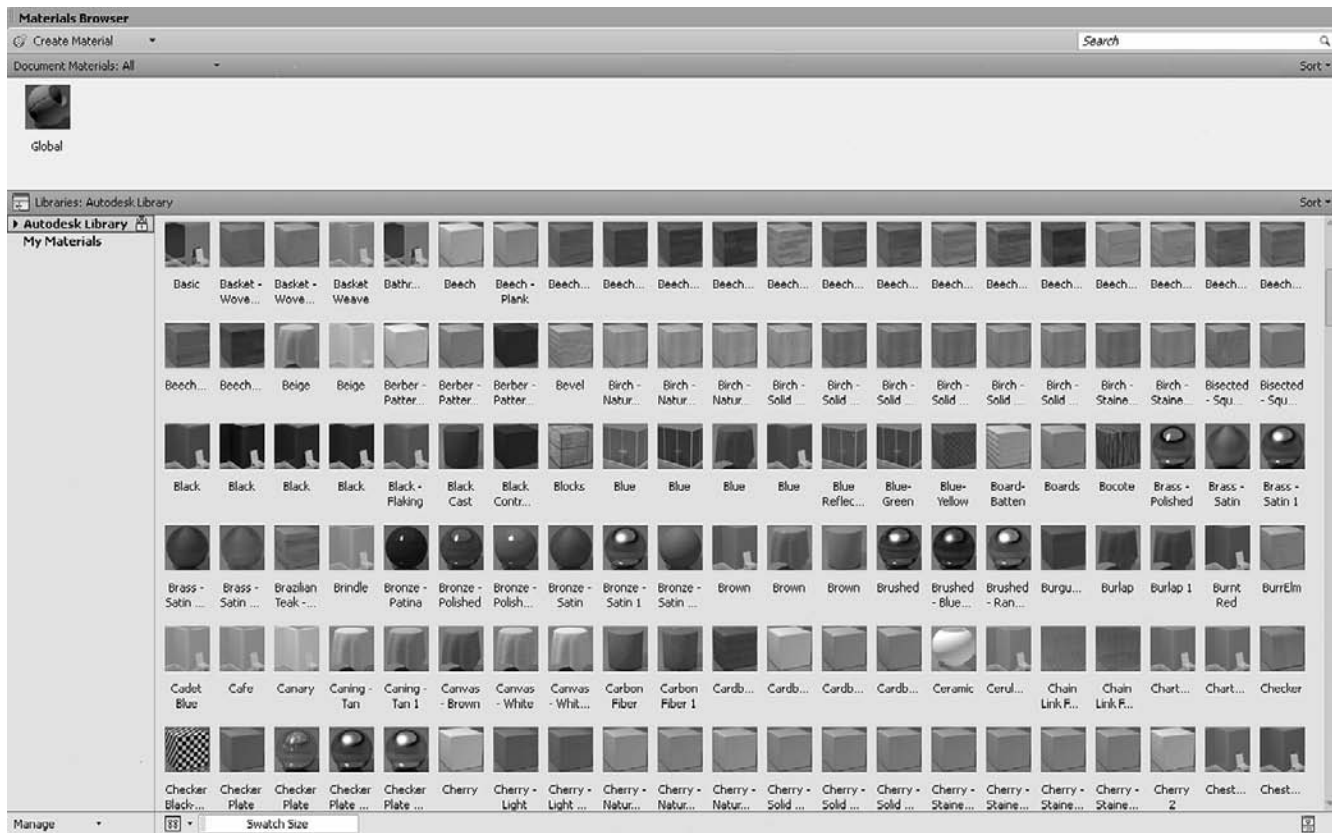 Materials Browser
Create Material
Search
Document Materials: All
Sort
Global
Libraries: Autodesk Library
Sort
Autodesk Library
My Materials
Basic Basket - Basket - Basket Bathr... Beech Beech - Beech... Beech... Beech... Beech... Beech... Beech... Beech... Beech... Beech... Beech... Beech... Beech... Beech... Beech...
Wove... Wove... Weave Plank
Beech... Beech... Beige Beige Berber - Berber - Berber - Bevel Birch - Birch - Birch - Birch - Birch - Birch - Birch - Birch - Birch - Birch - Birch - Bisected Bisected
Patter... Patter... Patter... Natur... Natur... Natur... Solid ... Solid ... Solid ... Solid ... Solid ... Solid ... Staine... Staine... - Squ... - Squ...
Black Black Black Black Black - Black Black Blocks Blue Blue Blue Blue Blue Blue- Blue- Board- Boards Bocote Brass - Brass - Brass -
Flaking Cast Contr... Reflec... Green Yellow Batten Polished Satin Satin 1
Brass - Brass - Brazilian Brindle Bronze - Bronze - Bronze - Bronze - Bronze - Bronze - Brown Brown Brown Brushed Brushed Brushed Burgu... Burlap Burlap 1 Burnt BurrElm
Satin ... Satin ... Teak -... Patina Polished Polish... Satin Satin 1 Satin ... - Blue... - Ran... Red
Cadet Cafe Canary Caning - Caning - Canvas Canvas Canvas Carbon Carbon Cardb... Cardb... Cardb... Cardb... Ceramic Cerul... Chain Chain Chart... Chart... Checker
Blue Tan Tan 1 - Brown - White - Whit... Fiber Fiber 1 Link F... Link F...
Checker Checker Checker Checker Checker Cherry Cherry - Cherry - Cherry - Cherry - Cherry - Cherry - Cherry - Cherry - Cherry - Cherry - Cherry - Cherry - Cherry Chest... Chest...
Black-... Plate Plate Plate ... Plate ... Light Light ... Natur... Natur... Natur... Solid ... Solid ... Solid ... Staine... Staine... Staine... Staine... 2
Manage
Swatch Size